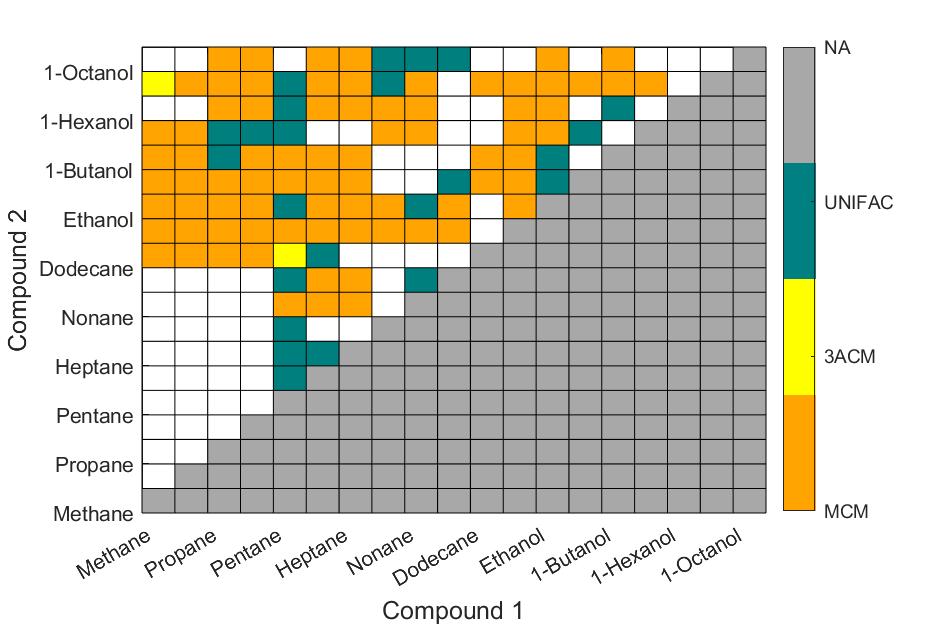 1-Octanol
1-Hexanol
1-Butanol
Ethanol
Dodecane
Nonane
Heptane
Pentane
Propane
Methane
Compound 2
Methane
Propane
Pentane
Heptane
Nonane
Dodecane
Ethanol
1-Butanol
1-Hexanol
1-Octanol
Compound 1
NA
UNIFAC
3ACM
MCM